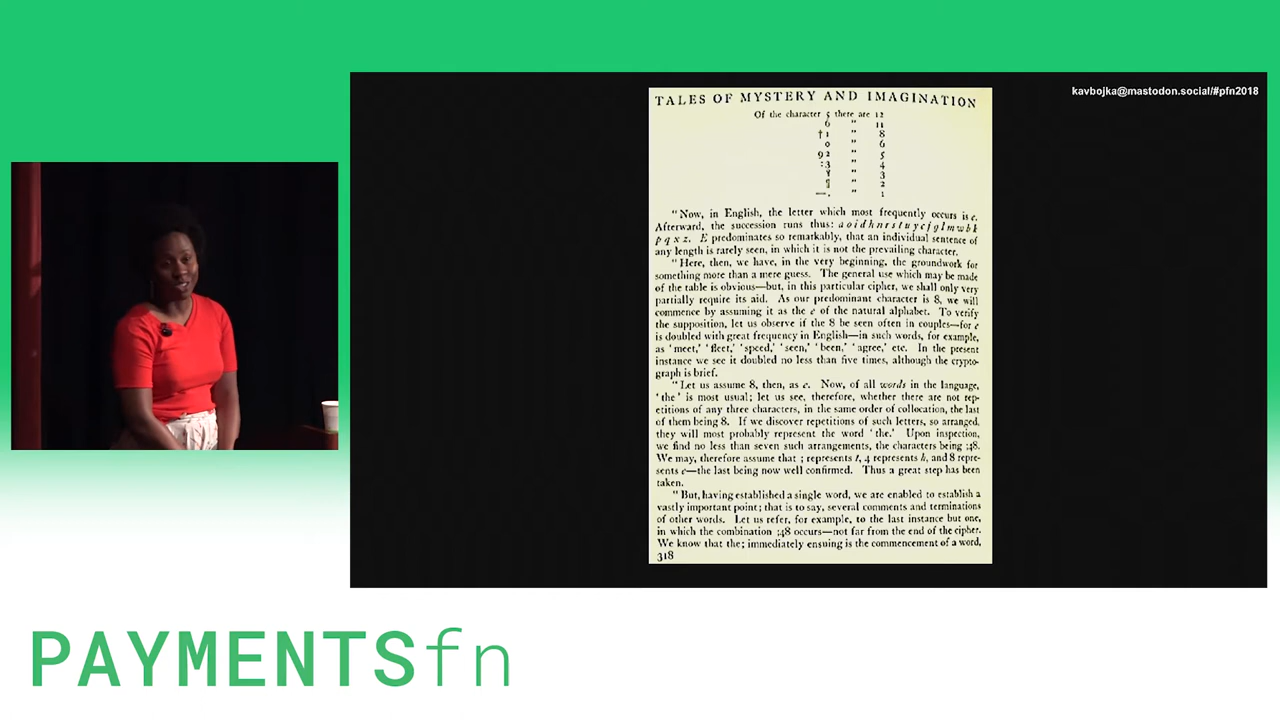 kavbojka@mastodon.social/#pfn2018
TALES OF MYSTERY AND IMAGINATION
Of the character 5 there are 12
6 " 11
†1 " 8
0 " 6
92 " 5
:3 " 4
? " 3
¶ " 2
—. " 1
"Now, in English, the letter which most frequently occurs is e.
Afterward, the succession runs thus: a o i d h n r s t u y c f g l m w b k
p q x z. E predominates so remarkably, that an individual sentence of
any length is rarely seen, in which it is not the prevailing character.
"Here, then, we have, in the very beginning, the groundwork for
something more than a mere guess. The general use which may be made
of the table is obvious—but, in this particular cipher, we shall only very
partially require its aid. As our predominant character is 8, we will
commence by assuming it as the e of the natural alphabet. To verify
the supposition, let us observe if the 8 be seen often in couples—for e
is doubled with great frequency in English—in such words, for example,
as 'meet,' 'fleet,' 'speed,' 'seen,' 'been,' 'agree,' etc. In the present
instance we see it doubled no less than five times, although the crypto-
graph is brief.
"Let us assume 8, then, as e. Now, of all words in the language,
'the' is most usual; let us see, therefore, whether there are not rep-
etitions of any three characters, in the same order of collocation, the last
of them being 8. If we discover repetitions of such letters, so arranged,
they will most probably represent the word 'the.' Upon inspection,
we find no less than seven such arrangements, the characters being ;48.
We may, therefore assume that ; represents t, 4 represents h, and 8 repre-
sents e—the last being now well confirmed. Thus a great step has been
taken.
"But, having established a single word, we are enabled to establish a
vastly important point; that is to say, several comments and terminations
of other words. Let us refer, for example, to the last instance but one,
in which the combination ;48 occurs—not far from the end of the cipher.
We know that the; immediately ensuing is the commencement of a word,
318
PAYMENTSfn